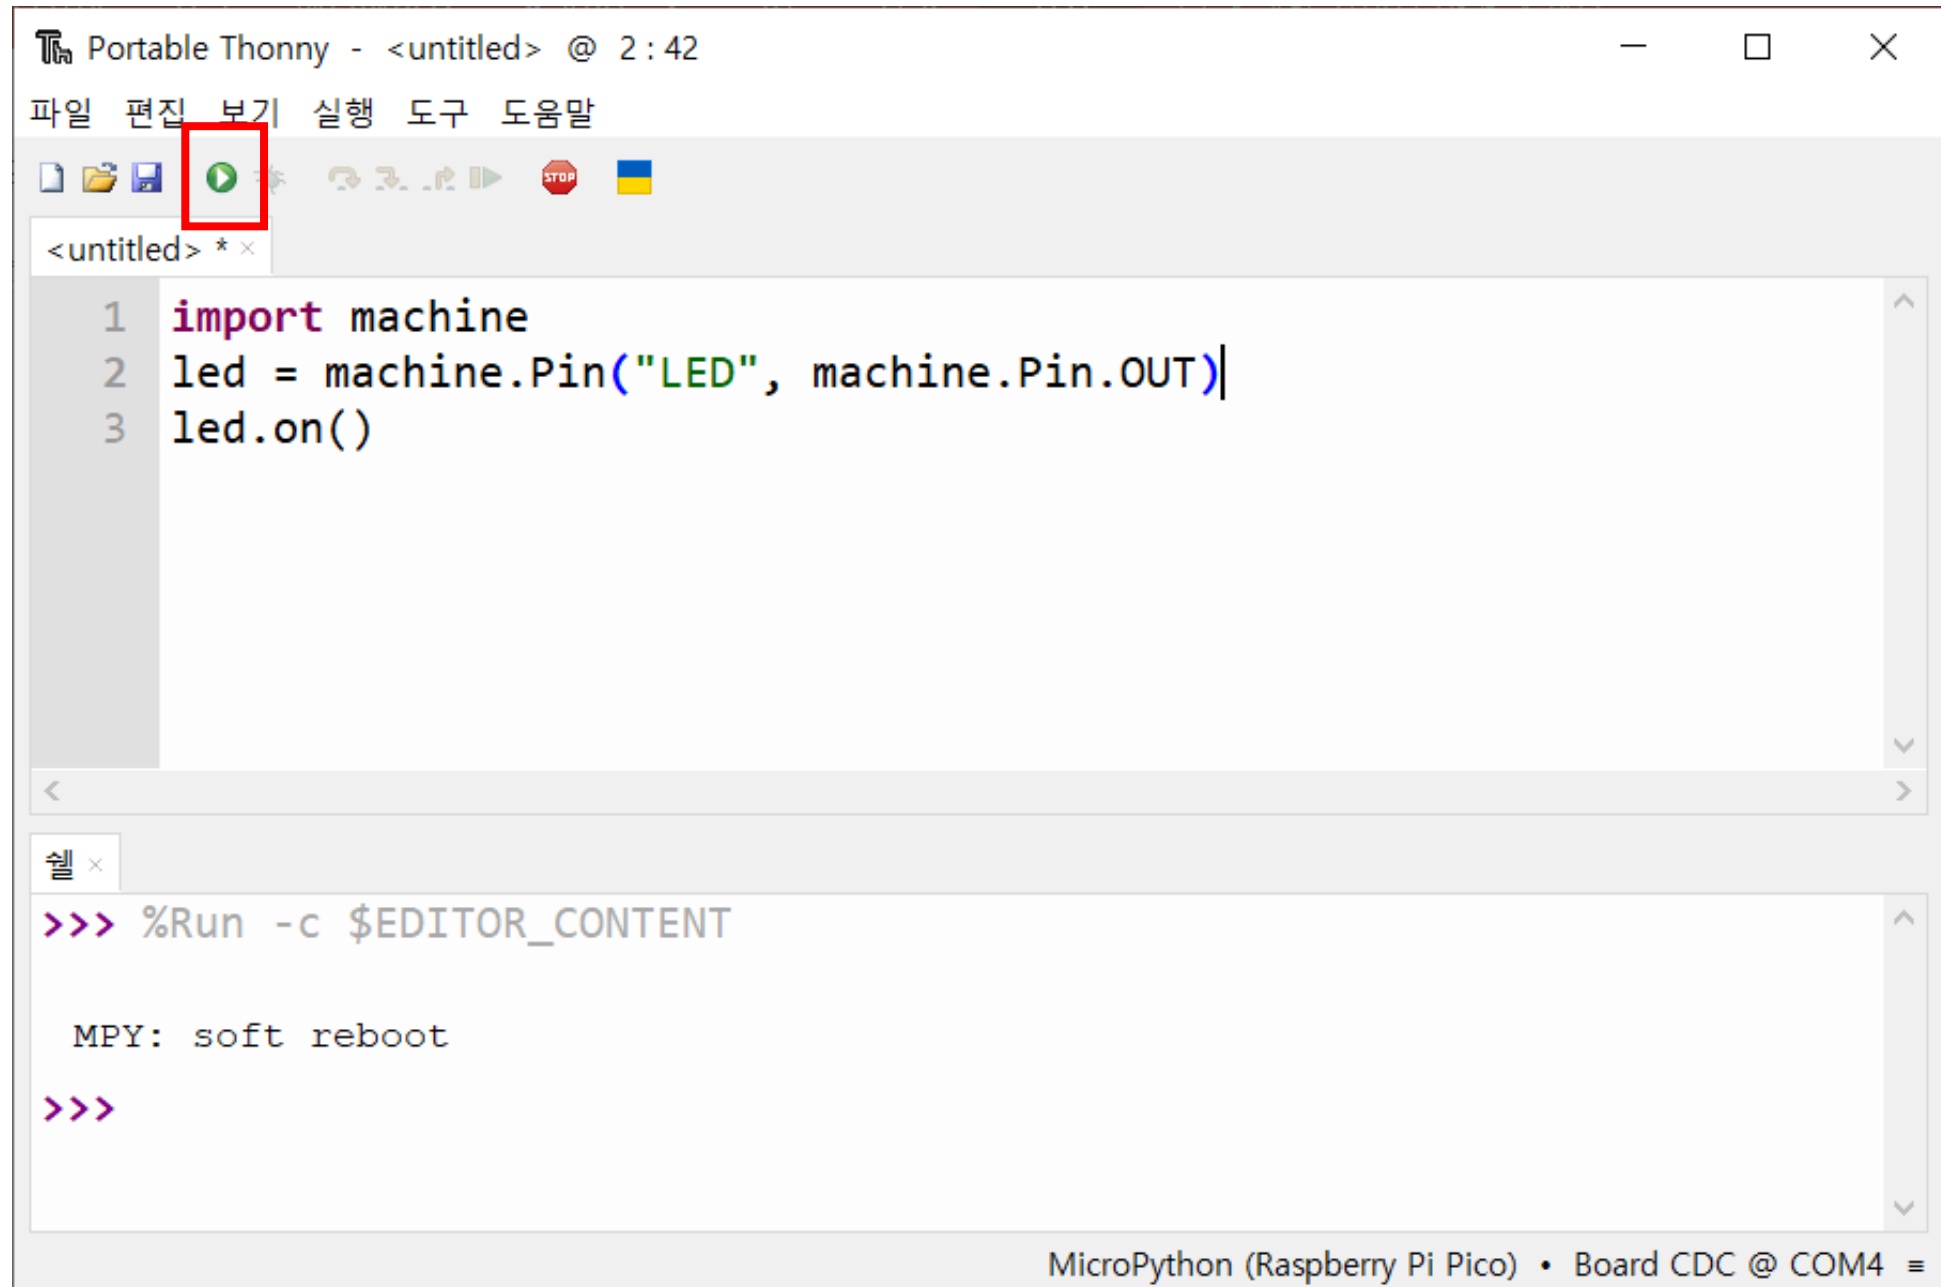 Portable Thonny - <untitled> @ 2 : 42
파일 편집 보기 실행 도구 도움말
STOP
<untitled> * ×
1 import machine
2 led = machine.Pin("LED", machine.Pin.OUT)
3 led.on()
쉘 ×
>>> %Run -c $EDITOR_CONTENT
MPY: soft reboot
>>>
MicroPython (Raspberry Pi Pico) • Board CDC @ COM4 ≡